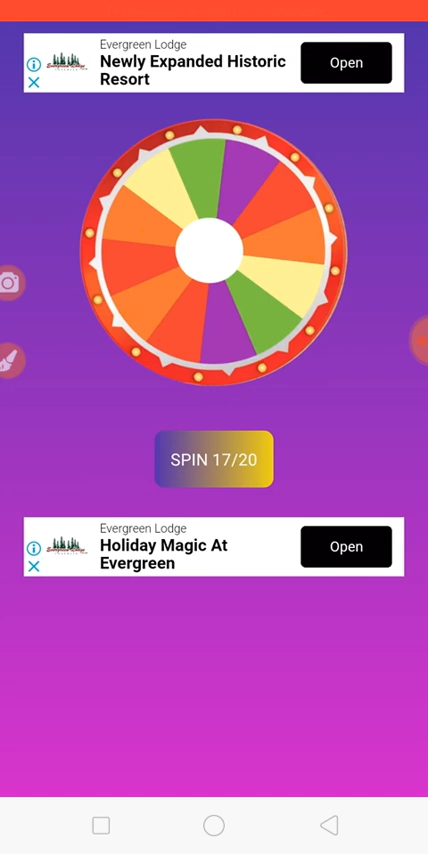 Evergreen Lodge
Newly Expanded Historic
Resort
Open
SPIN 17/20
Evergreen Lodge
Holiday Magic At
Evergreen
Open